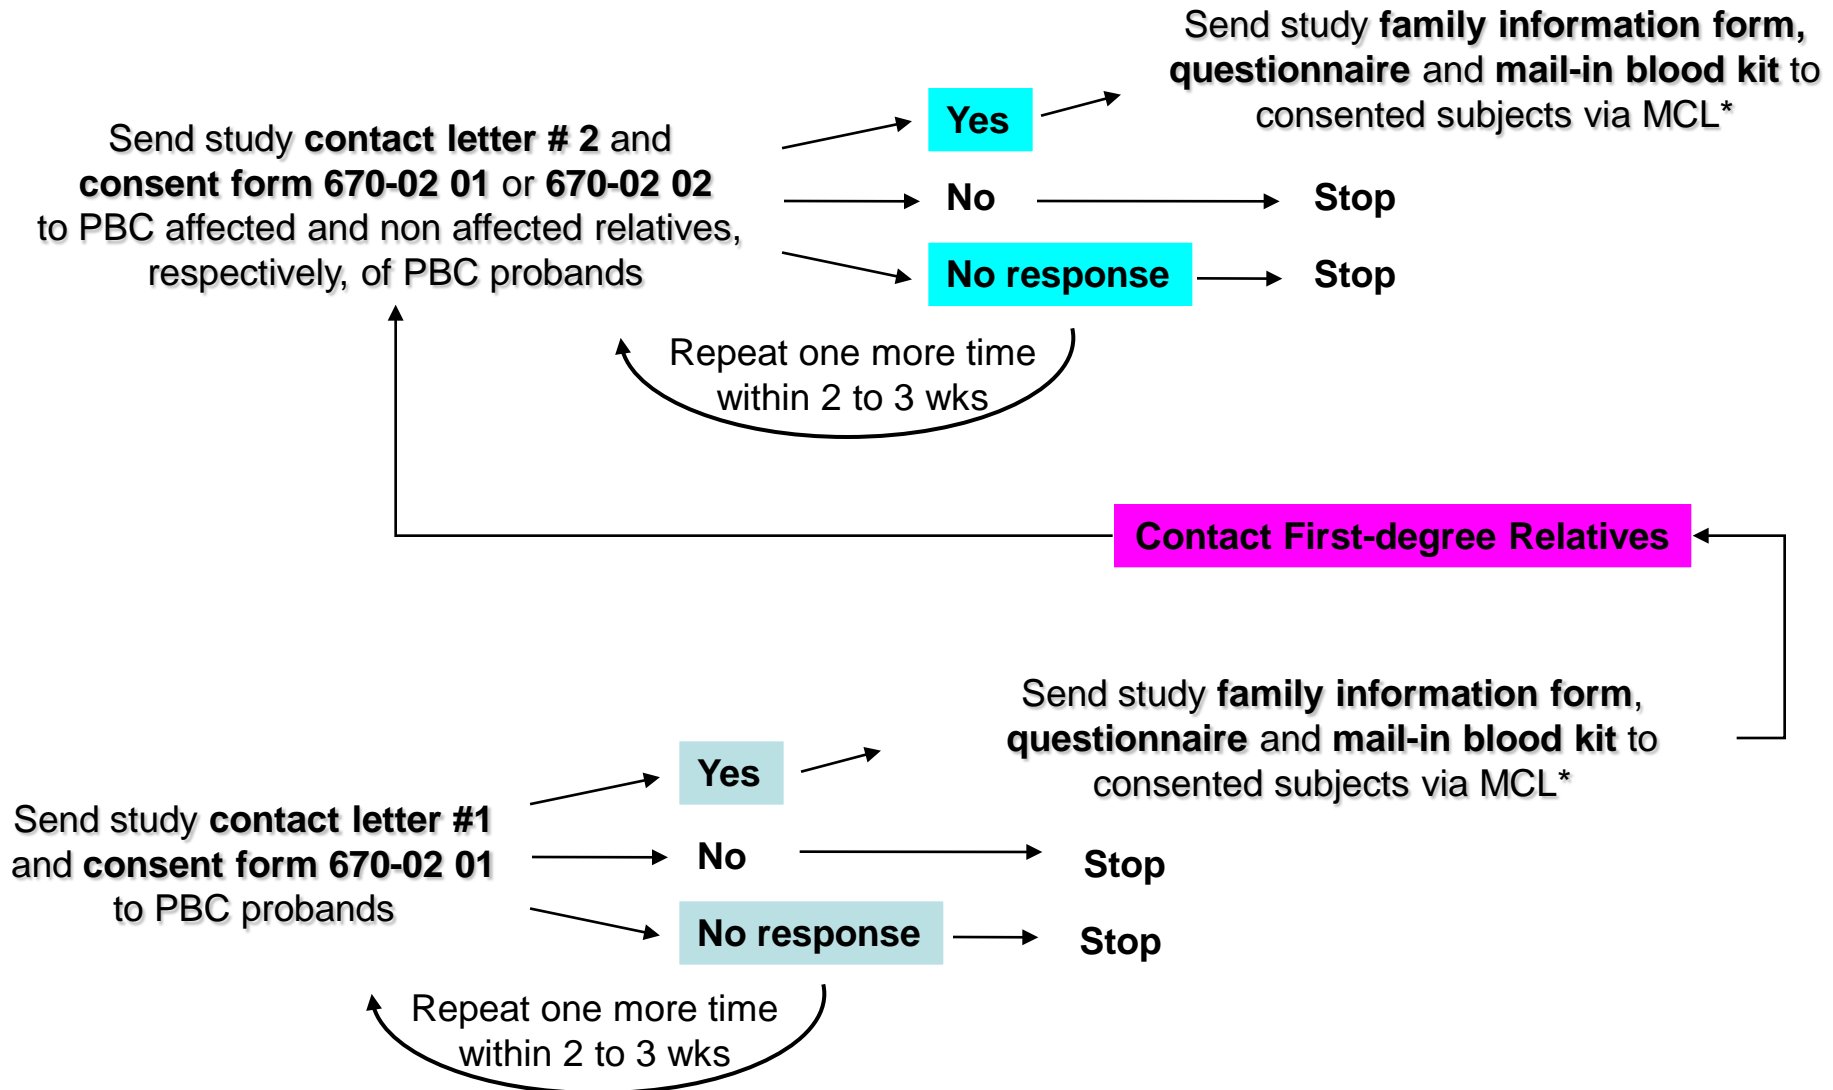 Send study family information form,
questionnaire and mail-in blood kit to
consented subjects via MCL*
Send study contact letter # 2 and
consent form 670-02 01 or 670-02 02
to PBC affected and non affected relatives,
respectively, of PBC probands
Yes
No
Stop
No response
Stop
Repeat one more time
within 2 to 3 wks
Contact First-degree Relatives
Send study family information form,
questionnaire and mail-in blood kit to
consented subjects via MCL*
Send study contact letter #1
and consent form 670-02 01
to PBC probands
Yes
No
Stop
No response
Stop
Repeat one more time
within 2 to 3 wks